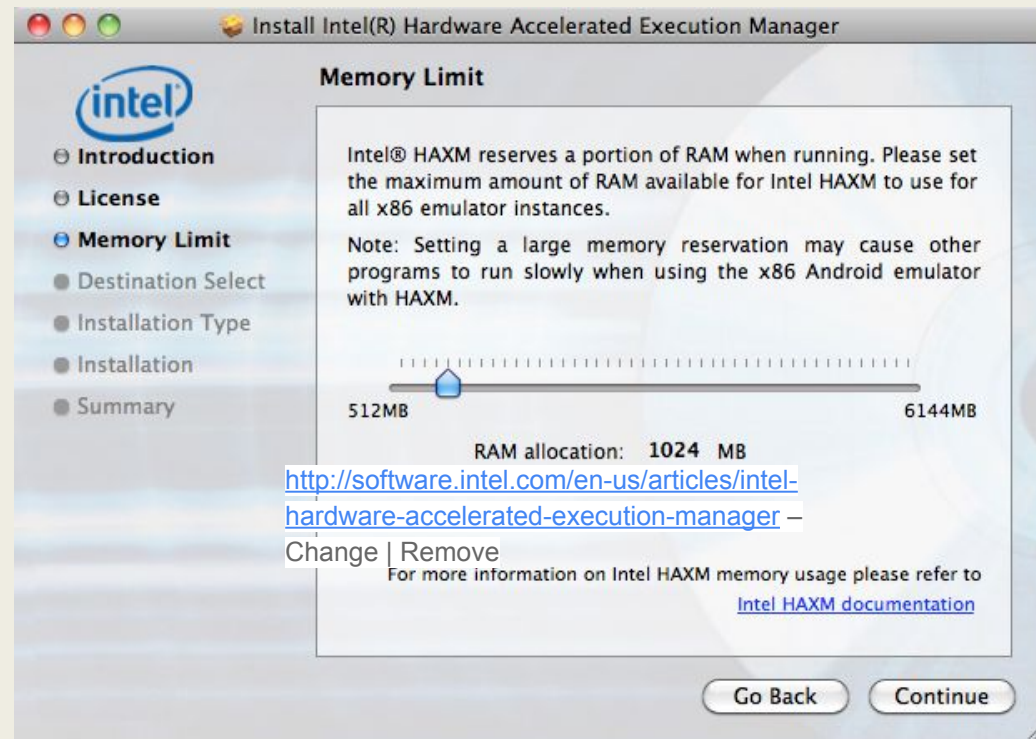 Install Intel(R) Hardware Accelerated Execution Manager
intel
Introduction
License
Memory Limit
Destination Select
Installation Type
Installation
Summary
Memory Limit
Intel® HAXM reserves a portion of RAM when running. Please set
the maximum amount of RAM available for Intel HAXM to use for
all x86 emulator instances.
Note: Setting a large memory reservation may cause other
programs to run slowly when using the x86 Android emulator
with HAXM.
512MB
6144MB
RAM allocation: 1024 MB
http://software.intel.com/en-us/articles/intel-
hardware-accelerated-execution-manager –
Change | Remove
For more information on Intel HAXM memory usage please refer to
Intel HAXM documentation
Go Back
Continue